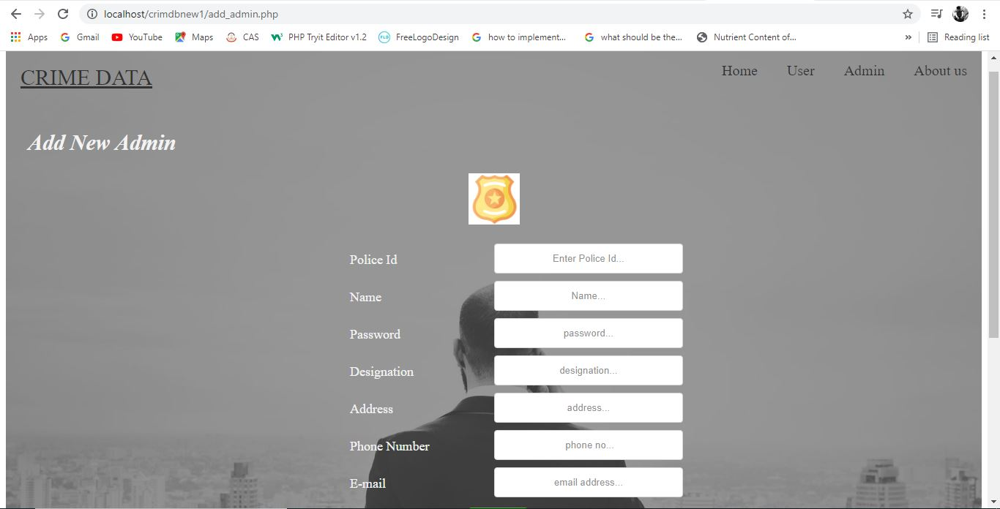 localhost/crimdbnew1/add_admin.php
Apps Gmail YouTube Maps CAS PHP Tryit Editor v1.2 FLD FreeLogoDesign how to implement... what should be the... Nutrient Content of... » Reading list
CRIME DATA Home User Admin About us
Add New Admin
Police Id Enter Police Id...
Name Name...
Password password...
Designation designation...
Address address...
Phone Number phone no...
E-mail email address...